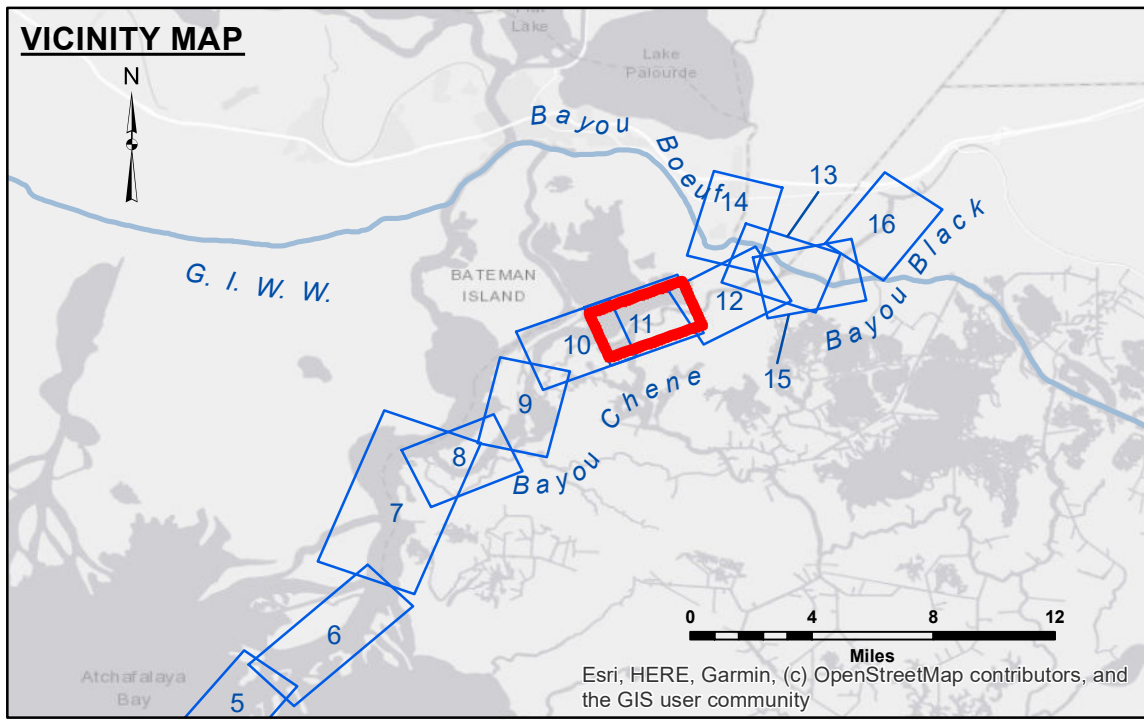 VICINITY MAP
N
Lake
Lake
Palourde
Bayou
Boeuf
13
14
16
Bayou Black
G. I. W. W.
BATEMAN
ISLAND
12
11
10
15
9
Bayou Chene
8
7
6
5
Atchafalaya
Bay
0 4 8 12
Miles
Esri, HERE, Garmin, (c) OpenStreetMap contributors, and
the GIS user community